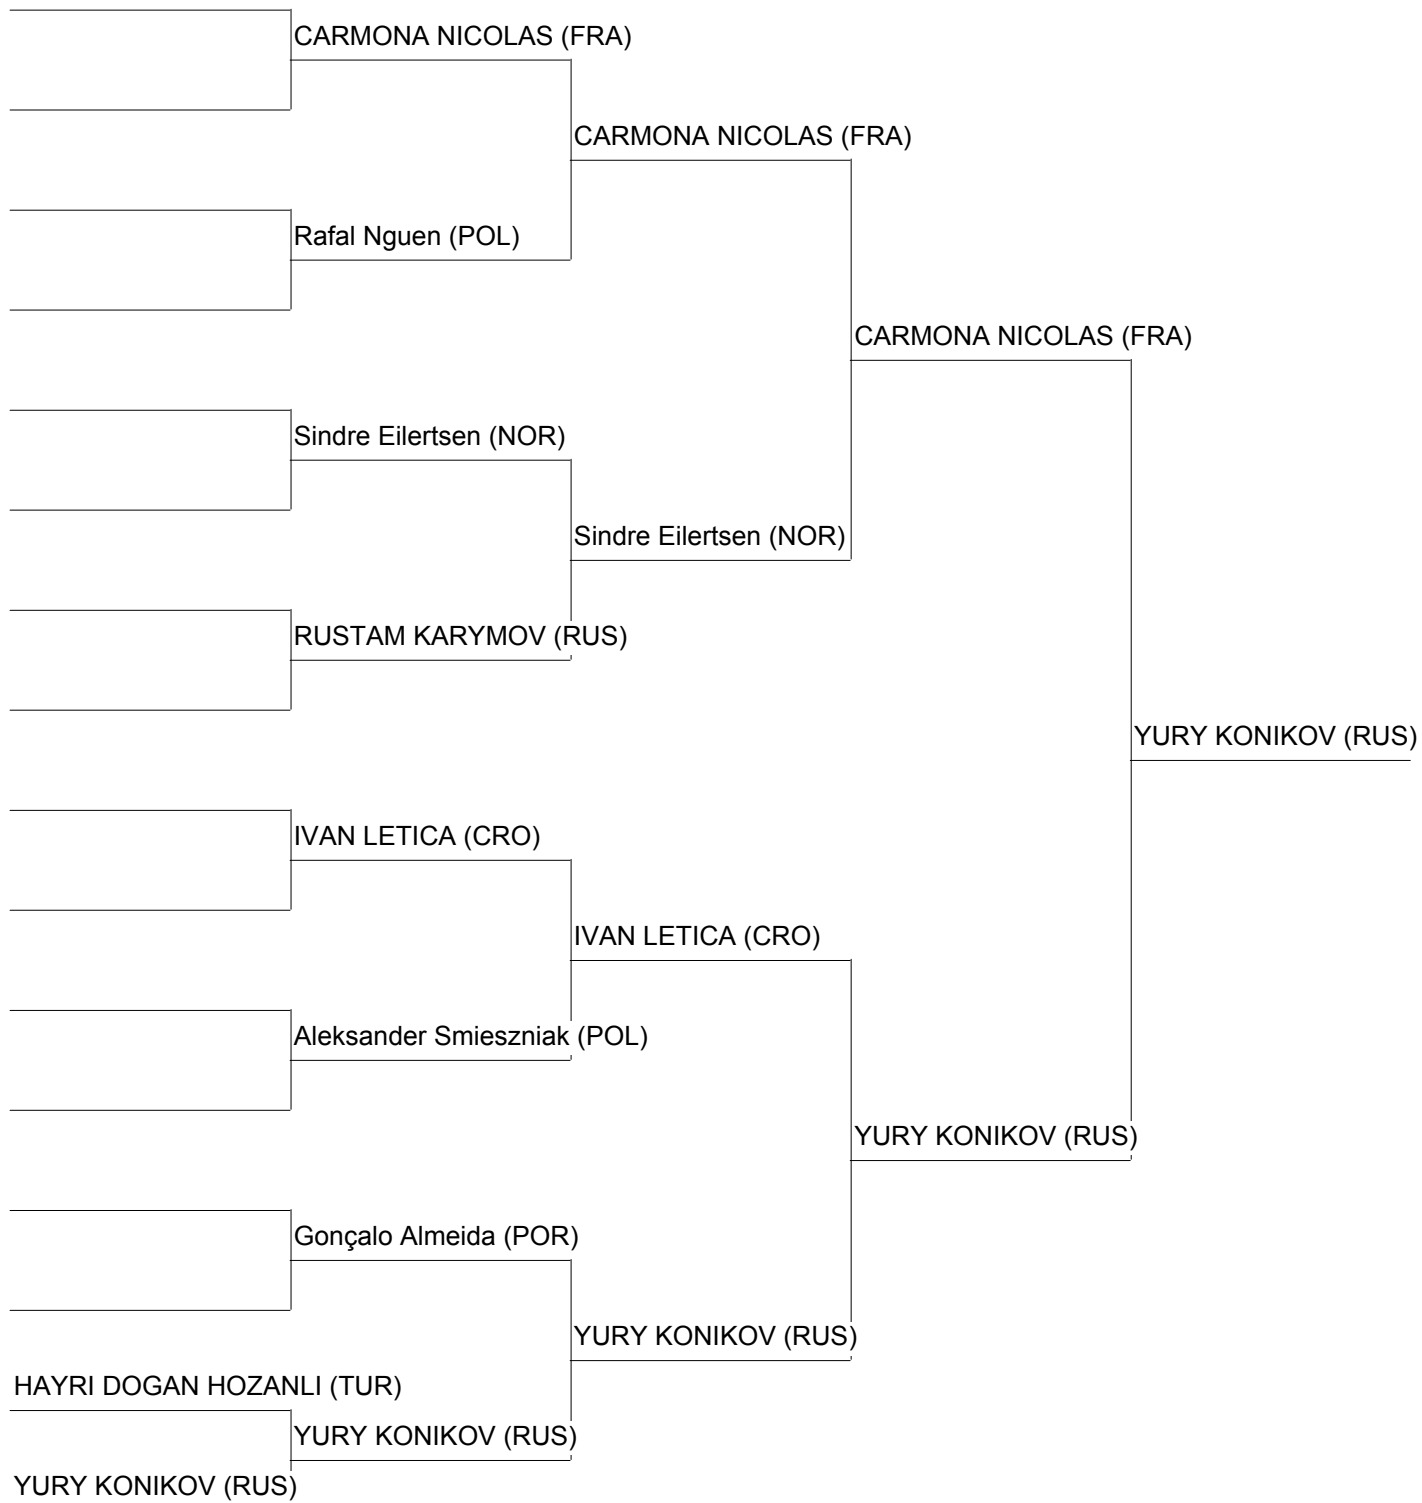 CARMONA NICOLAS (FRA)
CARMONA NICOLAS (FRA)
Rafal Nguen (POL)
CARMONA NICOLAS (FRA)
Sindre Eilertsen (NOR)
Sindre Eilertsen (NOR)
RUSTAM KARYMOV (RUS)
YURY KONIKOV (RUS)
IVAN LETICA (CRO)
IVAN LETICA (CRO)
Aleksander Smieszniak (POL)
YURY KONIKOV (RUS)
Gonçalo Almeida (POR)
YURY KONIKOV (RUS)
HAYRI DOGAN HOZANLI (TUR)
YURY KONIKOV (RUS)
YURY KONIKOV (RUS)